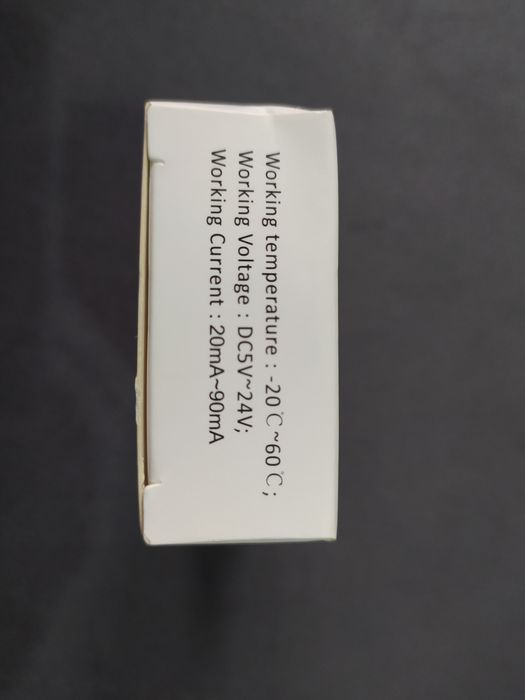 Working temperature : -20℃~60℃;
Working Voltage : DC5V~24V;
Working Current : 20mA~90mA